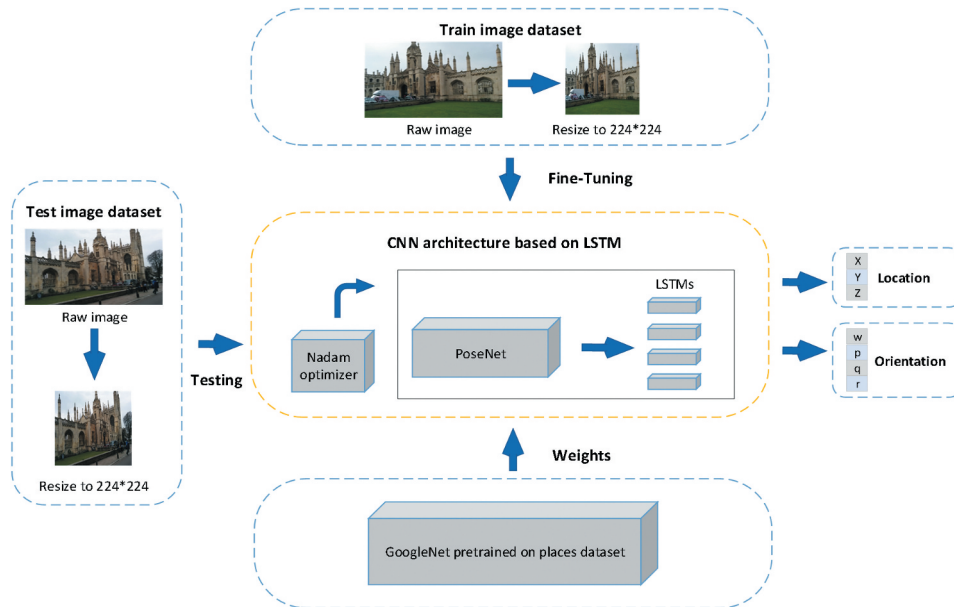 Train image dataset
Raw image
Resize to 224*224
Fine-Tuning
Test image dataset
Raw image
Resize to 224*224
Testing
CNN architecture based on LSTM
Nadam
optimizer
PoseNet
LSTMs
X
Y
Z
Location
w
p
q
r
Orientation
Weights
GoogleNet pretrained on places dataset